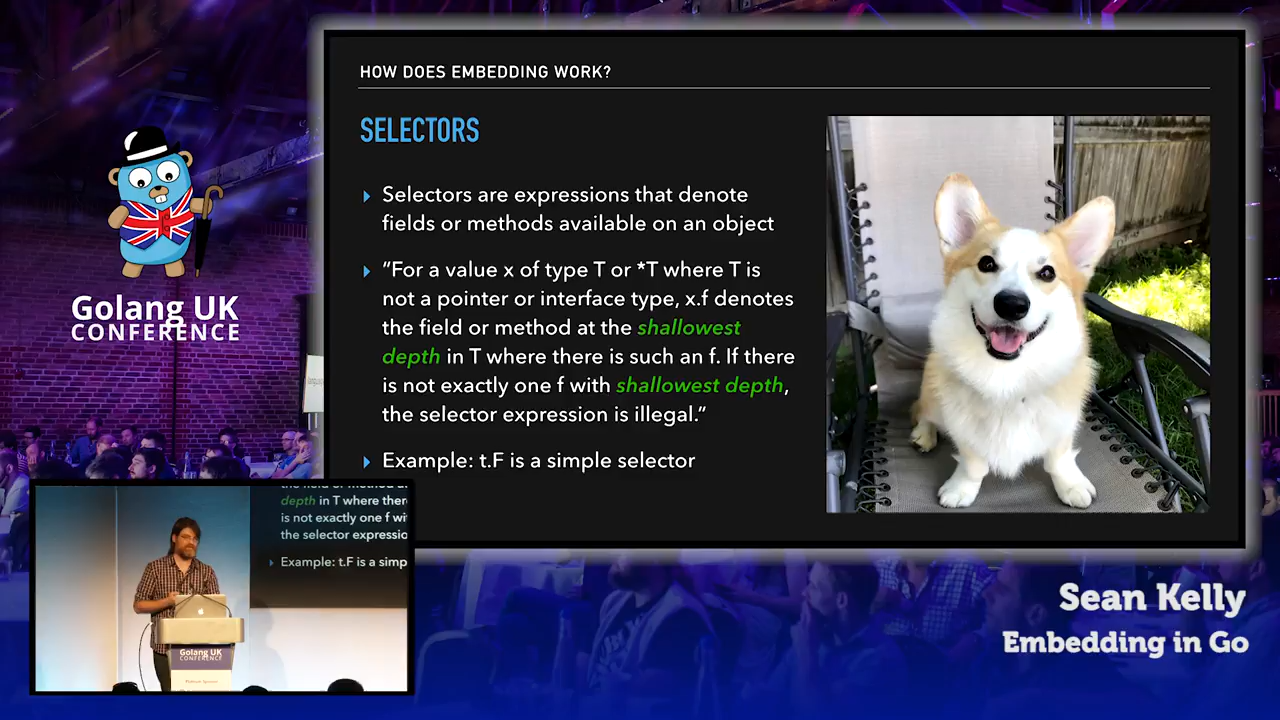 HOW DOES EMBEDDING WORK?
SELECTORS
Selectors are expressions that denote
fields or methods available on an object
“For a value x of type T or *T where T is
not a pointer or interface type, x.f denotes
the field or method at the shallowest
depth in T where there is such an f. If there
is not exactly one f with shallowest depth,
the selector expression is illegal.”
Example: t.F is a simple selector
Golang UK
CONFERENCE
depth in T where ther
is not exactly one f wi
the selector expressio
Example: t.F is a simp
Golang UK
CONFERENCE
Sean Kelly
Embedding in Go